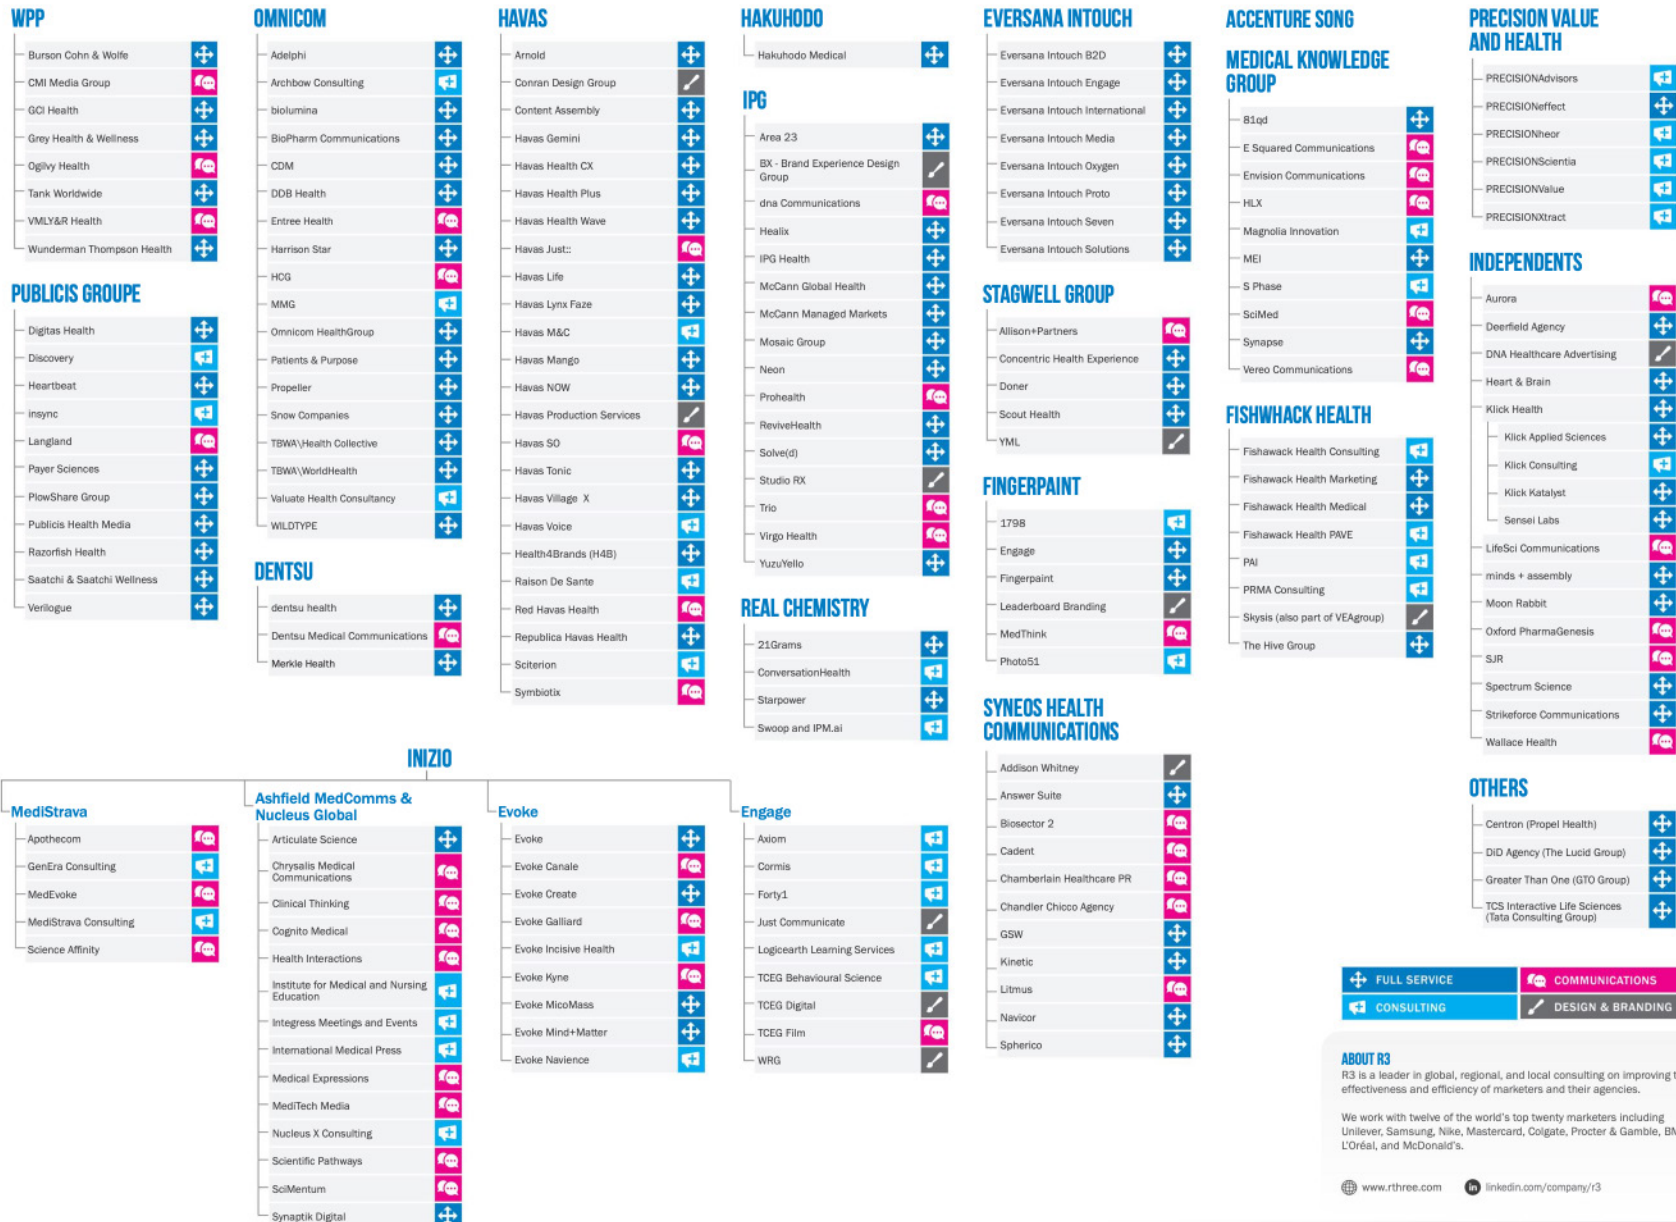 WPP
Burson Cohn & Wolfe
CMI Media Group
GCI Health
Grey Health & Wellness
Ogilvy Health
Tank Worldwide
VMLY&R Health
Wunderman Thompson Health
PUBLICIS GROUPE
Digitas Health
Discovery
Heartbeat
insync
Langland
Payer Sciences
PlowShare Group
Publicis Health Media
Razorfish Health
Saatchi & Saatchi Wellness
Verilogue
OMNICOM
Adelphi
Archbow Consulting
biolumina
BioPharm Communications
CDM
DDB Health
Entree Health
Harrison Star
HCG
MMG
Omnicom HealthGroup
Patients & Purpose
Propeller
Snow Companies
TBWA\Health Collective
TBWA\WorldHealth
Valuate Health Consultancy
WILDTYPE
DENTSU
dentsu health
Dentsu Medical Communications
Merkle Health
HAVAS
Arnold
Conran Design Group
Content Assembly
Havas Gemini
Havas Health CX
Havas Health Plus
Havas Health Wave
Havas Just::
Havas Life
Havas Lynx Faze
Havas M&C
Havas Mango
Havas NOW
Havas Production Services
Havas SO
Havas Tonic
Havas Village X
Havas Voice
Health4Brands (H4B)
Raison De Sante
Red Havas Health
Republica Havas Health
Sciterion
Symbiotix
HAKUHODO
Hakuhodo Medical
IPG
Area 23
BX - Brand Experience Design
Group
dna Communications
Healix
IPG Health
McCann Global Health
McCann Managed Markets
Mosaic Group
Neon
Prohealth
ReviveHealth
Solve(d)
Studio RX
Trio
Virgo Health
YuzuYello
REAL CHEMISTRY
21Grams
ConversationHealth
Starpower
Swoop and IPM.ai
EVERSANA INTOUCH
Eversana Intouch B2D
Eversana Intouch Engage
Eversana Intouch International
Eversana Intouch Media
Eversana Intouch Oxygen
Eversana Intouch Proto
Eversana Intouch Seven
Eversana Intouch Solutions
STAGWELL GROUP
Allison+Partners
Concentric Health Experience
Doner
Scout Health
YML
FINGERPAINT
1798
Engage
Fingerpaint
Leaderboard Branding
MedThink
Photo51
SYNEOS HEALTH
COMMUNICATIONS
Addison Whitney
Answer Suite
Biosector 2
Cadent
Chamberlain Healthcare PR
Chandler Chicco Agency
GSW
Kinetic
Litmus
Navicor
Spherico
ACCENTURE SONG
MEDICAL KNOWLEDGE
GROUP
81qd
E Squared Communications
Envision Communications
HLX
Magnolia Innovation
MEI
S Phase
SciMed
Synapse
Vereo Communications
FISHWHACK HEALTH
Fishawack Health Consulting
Fishawack Health Marketing
Fishawack Health Medical
Fishawack Health PAVE
PAI
PRMA Consulting
Skysis (also part of VEAgroup)
The Hive Group
PRECISION VALUE
AND HEALTH
PRECISIONAdvisors
PRECISIONeffect
PRECISIONheor
PRECISIONScientia
PRECISIONValue
PRECISIONXtract
INDEPENDENTS
Aurora
Deerfield Agency
DNA Healthcare Advertising
Heart & Brain
Klick Health
Klick Applied Sciences
Klick Consulting
Klick Katalyst
Sensei Labs
LifeSci Communications
minds + assembly
Moon Rabbit
Oxford PharmaGenesis
SJR
Spectrum Science
Strikeforce Communications
Wallace Health
OTHERS
Centron (Propel Health)
DiD Agency (The Lucid Group)
Greater Than One (GTO Group)
TCS Interactive Life Sciences
(Tata Consulting Group)
INIZIO
MediStrava
Apothecom
GenEra Consulting
MedEvoke
MediStrava Consulting
Science Affinity
Ashfield MedComms &
Nucleus Global
Articulate Science
Chrysalis Medical
Communications
Clinical Thinking
Cognito Medical
Health Interactions
Institute for Medical and Nursing
Education
Integress Meetings and Events
International Medical Press
Medical Expressions
MediTech Media
Nucleus X Consulting
Scientific Pathways
SciMentum
Synaptik Digital
Evoke
Evoke
Evoke Canale
Evoke Create
Evoke Galliard
Evoke Incisive Health
Evoke Kyne
Evoke MicoMass
Evoke Mind+Matter
Evoke Navience
Engage
Axiom
Cormis
Forty1
Just Communicate
Logicearth Learning Services
TCEG Behavioural Science
TCEG Digital
TCEG Film
WRG
FULL SERVICE
COMMUNICATIONS
CONSULTING
DESIGN & BRANDING
ABOUT R3
R3 is a leader in global, regional, and local consulting on improving t
effectiveness and efficiency of marketers and their agencies.
We work with twelve of the world's top twenty marketers including
Unilever, Samsung, Nike, Mastercard, Colgate, Procter & Gamble, BM
L'Oréal, and McDonald's.
www.rthree.com
in linkedin.com/company/r3